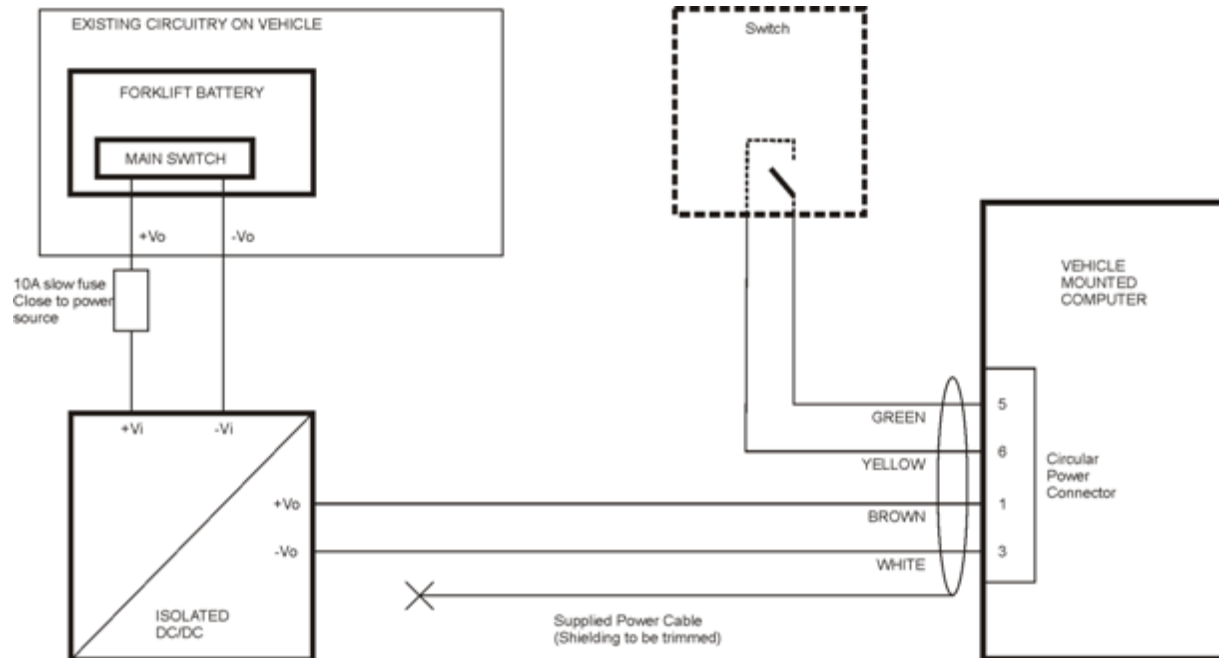 EXISTING CIRCUITRY ON VEHICLE
FORKLIFT BATTERY
MAIN SWITCH
+Vo
-Vo
10A slow fuse
Close to power
source
+Vi
-Vi
+Vo
-Vo
ISOLATED
DC/DC
Switch
VEHICLE
MOUNTED
COMPUTER
GREEN
5
YELLOW
6
BROWN
1
WHITE
3
Circular
Power
Connector
Supplied Power Cable
(Shielding to be trimmed)